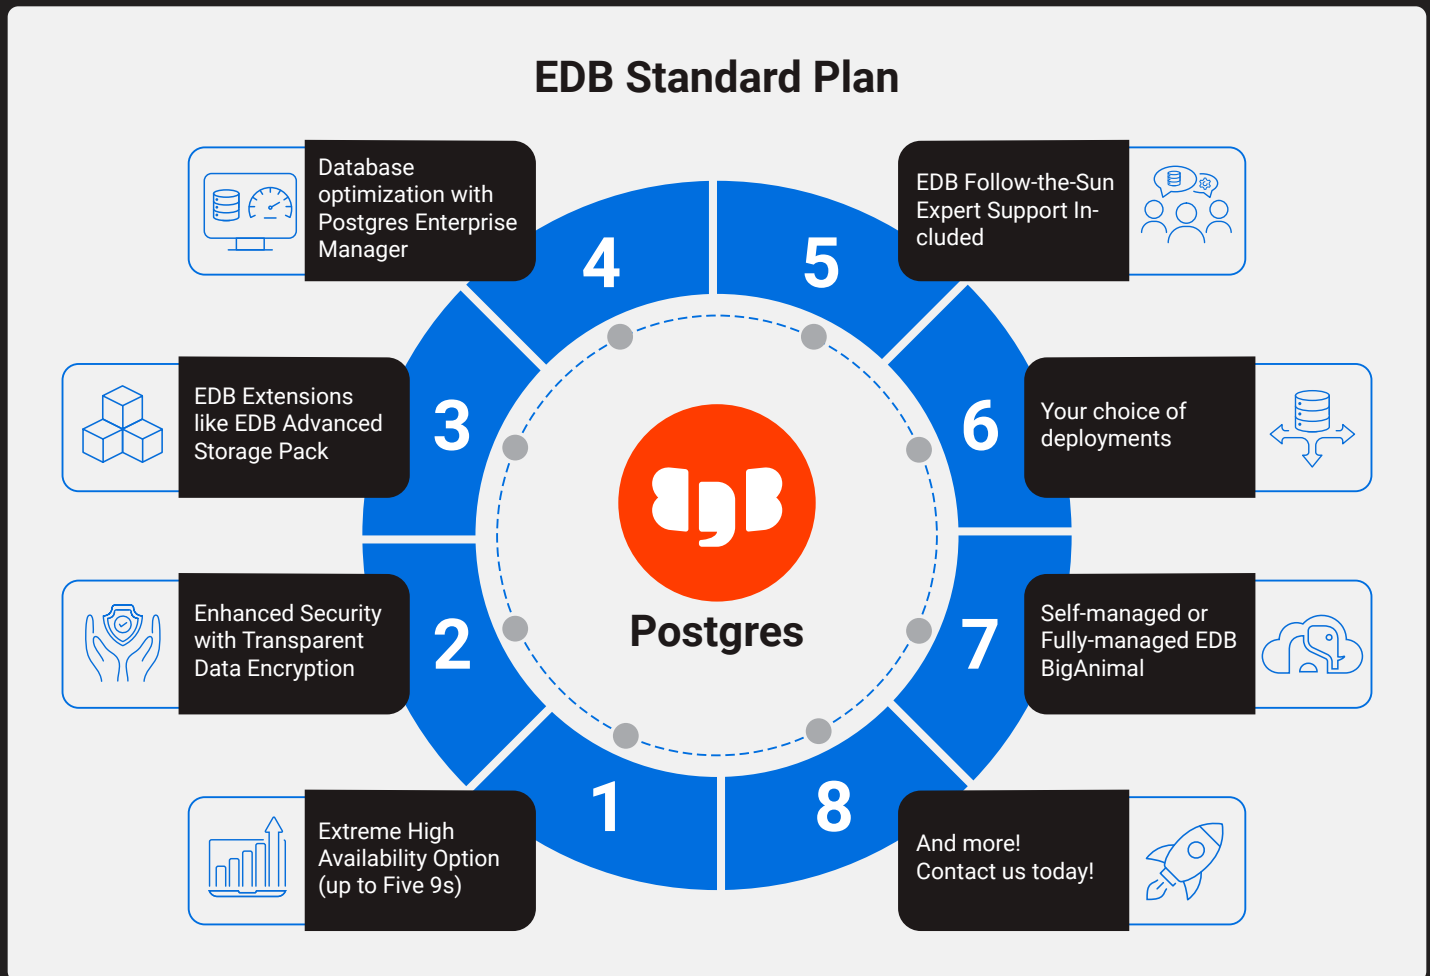 EDB Standard Plan
Database
optimization with
Postgres Enterprise
Manager
4
5
EDB Follow-the-Sun
Expert Support In-
cluded
EDB Extensions
like EDB Advanced
Storage Pack
3
6
Your choice of
deployments
EDB
Postgres
Enhanced Security
with Transparent
Data Encryption
2
7
Self-managed or
Fully-managed EDB
BigAnimal
Extreme High
Availability Option
(up to Five 9s)
1
8
And more!
Contact us today!